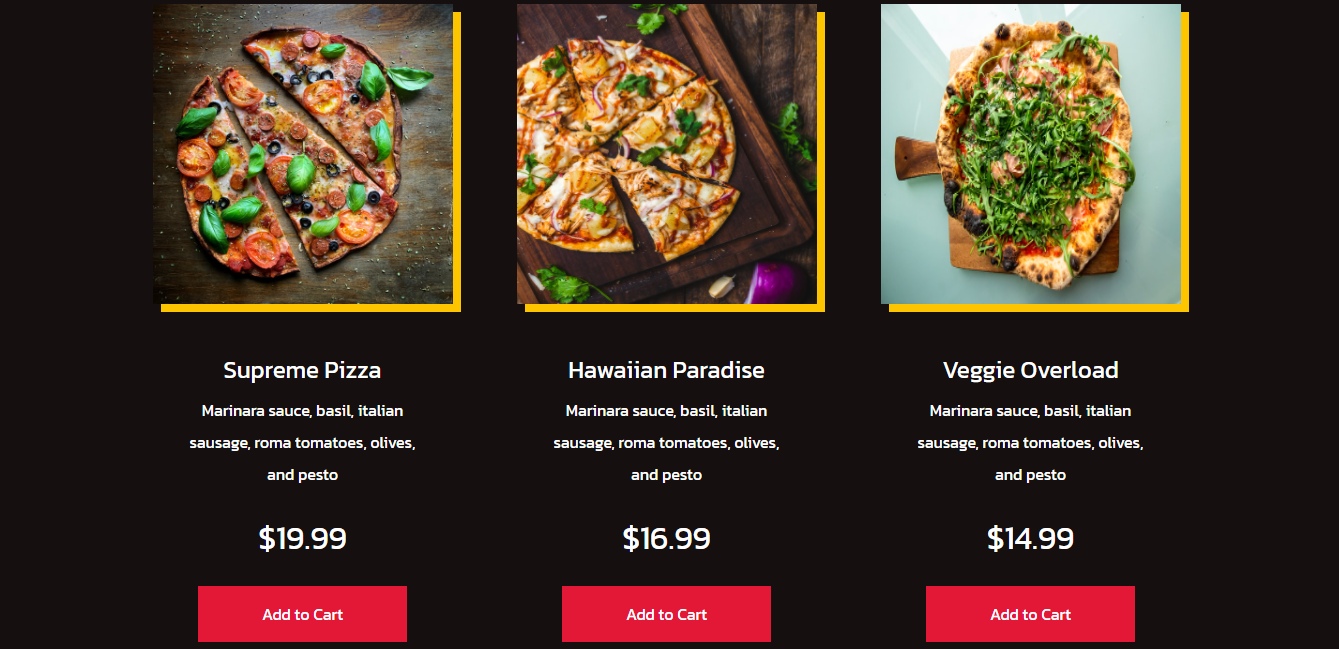 Supreme Pizza
Marinara sauce, basil, italian
sausage, roma tomatoes, olives,
and pesto
$19.99
Add to Cart
Hawaiian Paradise
Marinara sauce, basil, italian
sausage, roma tomatoes, olives,
and pesto
$16.99
Add to Cart
Veggie Overload
Marinara sauce, basil, italian
sausage, roma tomatoes, olives,
and pesto
$14.99
Add to Cart